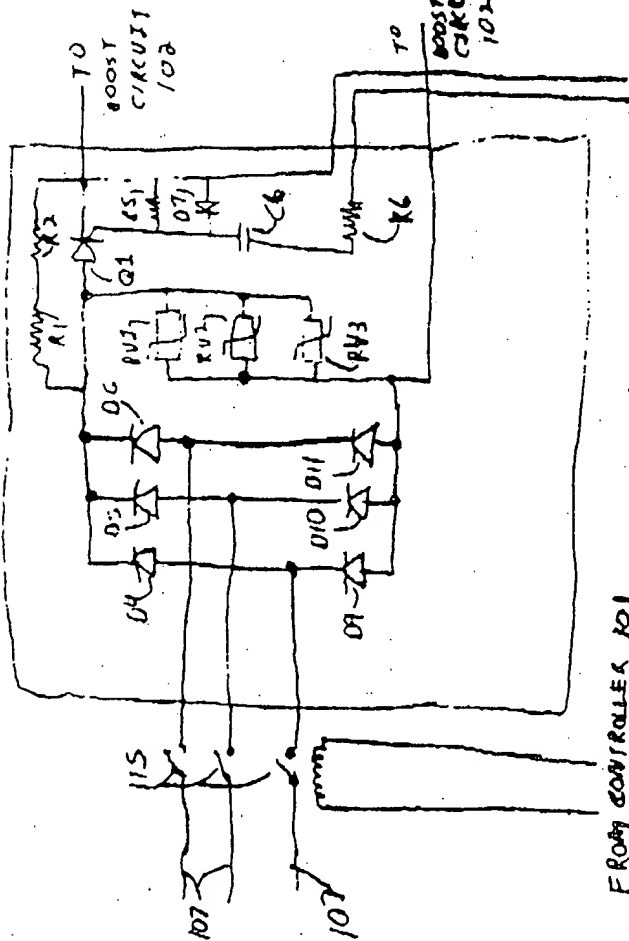 TO
BOOST
CIRCUIT
102
TO
BOOST
CIRCUIT
102
R2
R1
Q1
R5
D7
C6
R6
RV1
RV2
RV3
D6
D5
D4
D11
D10
D9
115
107
107
FROM CONTROLLER 101